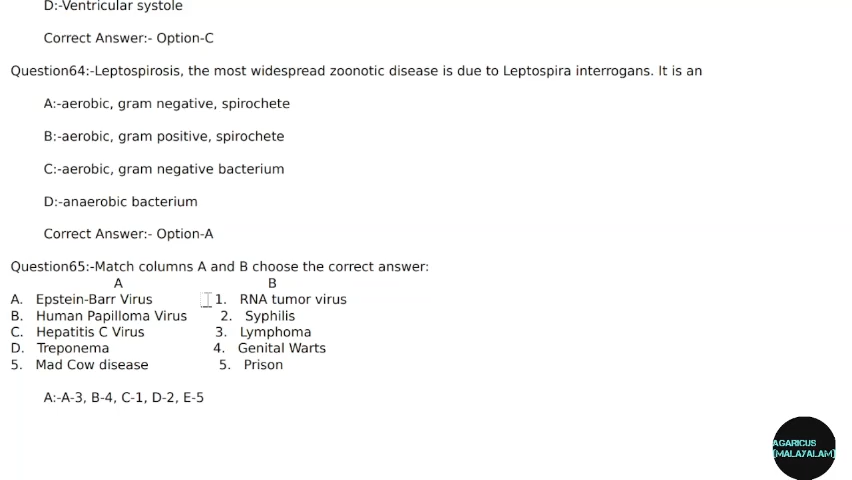 D:-Ventricular systole
Correct Answer:- Option-C
Question64:-Leptospirosis, the most widespread zoonotic disease is due to Leptospira interrogans. It is an
A:-aerobic, gram negative, spirochete
B:-aerobic, gram positive, spirochete
C:-aerobic, gram negative bacterium
D:-anaerobic bacterium
Correct Answer:- Option-A
Question65:-Match columns A and B choose the correct answer:
A B
A. Epstein-Barr Virus 1. RNA tumor virus
B. Human Papilloma Virus 2. Syphilis
C. Hepatitis C Virus 3. Lymphoma
D. Treponema 4. Genital Warts
5. Mad Cow disease 5. Prison
A:-A-3, B-4, C-1, D-2, E-5
AGARICUS
(MALAYALAM)